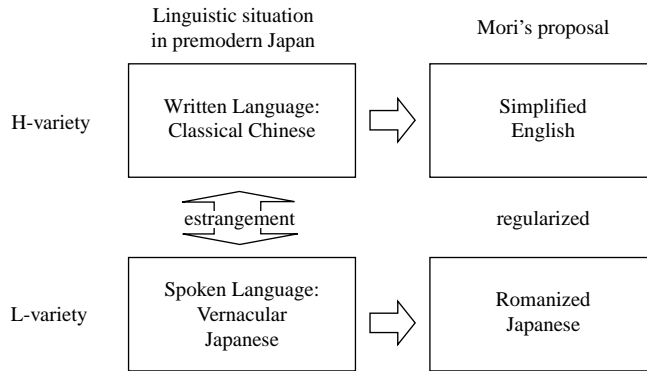 Linguistic situation
in premodern Japan
Mori's proposal
H-variety
Written Language:
Classical Chinese
Simplified
English
estrangement
regularized
L-variety
Spoken Language:
Vernacular
Japanese
Romanized
Japanese